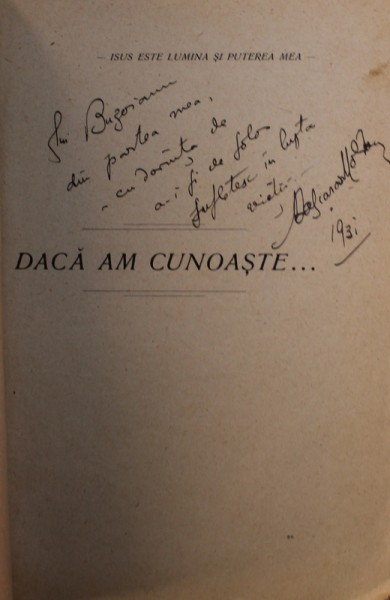 — ISUS ESTE LUMINA ȘI PUTEREA MEA —
Lui Bugoianu
din partea mea,
- cu dorința de
a-i fi de folos
sufletesc în lupta
vieții.
1931
DACĂ AM CUNOAȘTE...